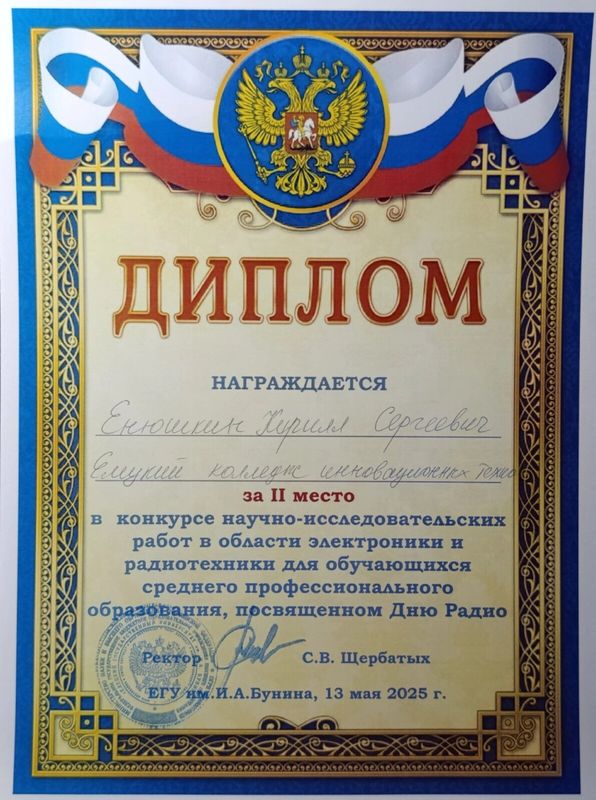 ДИПЛОМ
НАГРАЖДАЕТСЯ
Енюшкин Кирилл Сергеевич
Елецкий колледж инновационных техно
за II место
в конкурсе научно-исследовательских
работ в области электроники и
радиотехники для обучающихся
среднего профессионального
образования, посвященном Дню Радио
Ректор С.В. Щербатых
ЕГУ им.И.А.Бунина, 13 мая 2025 г.